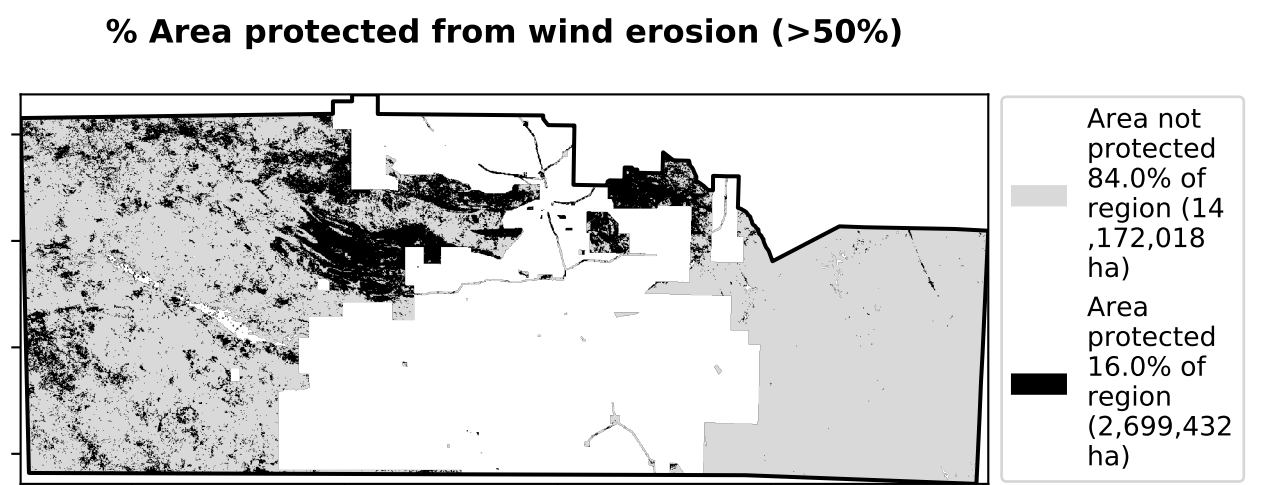 % Area protected from wind erosion (>50%)
Area not
protected
84.0% of
region (14
,172,018
ha)
Area
protected
16.0% of
region
(2,699,432
ha)